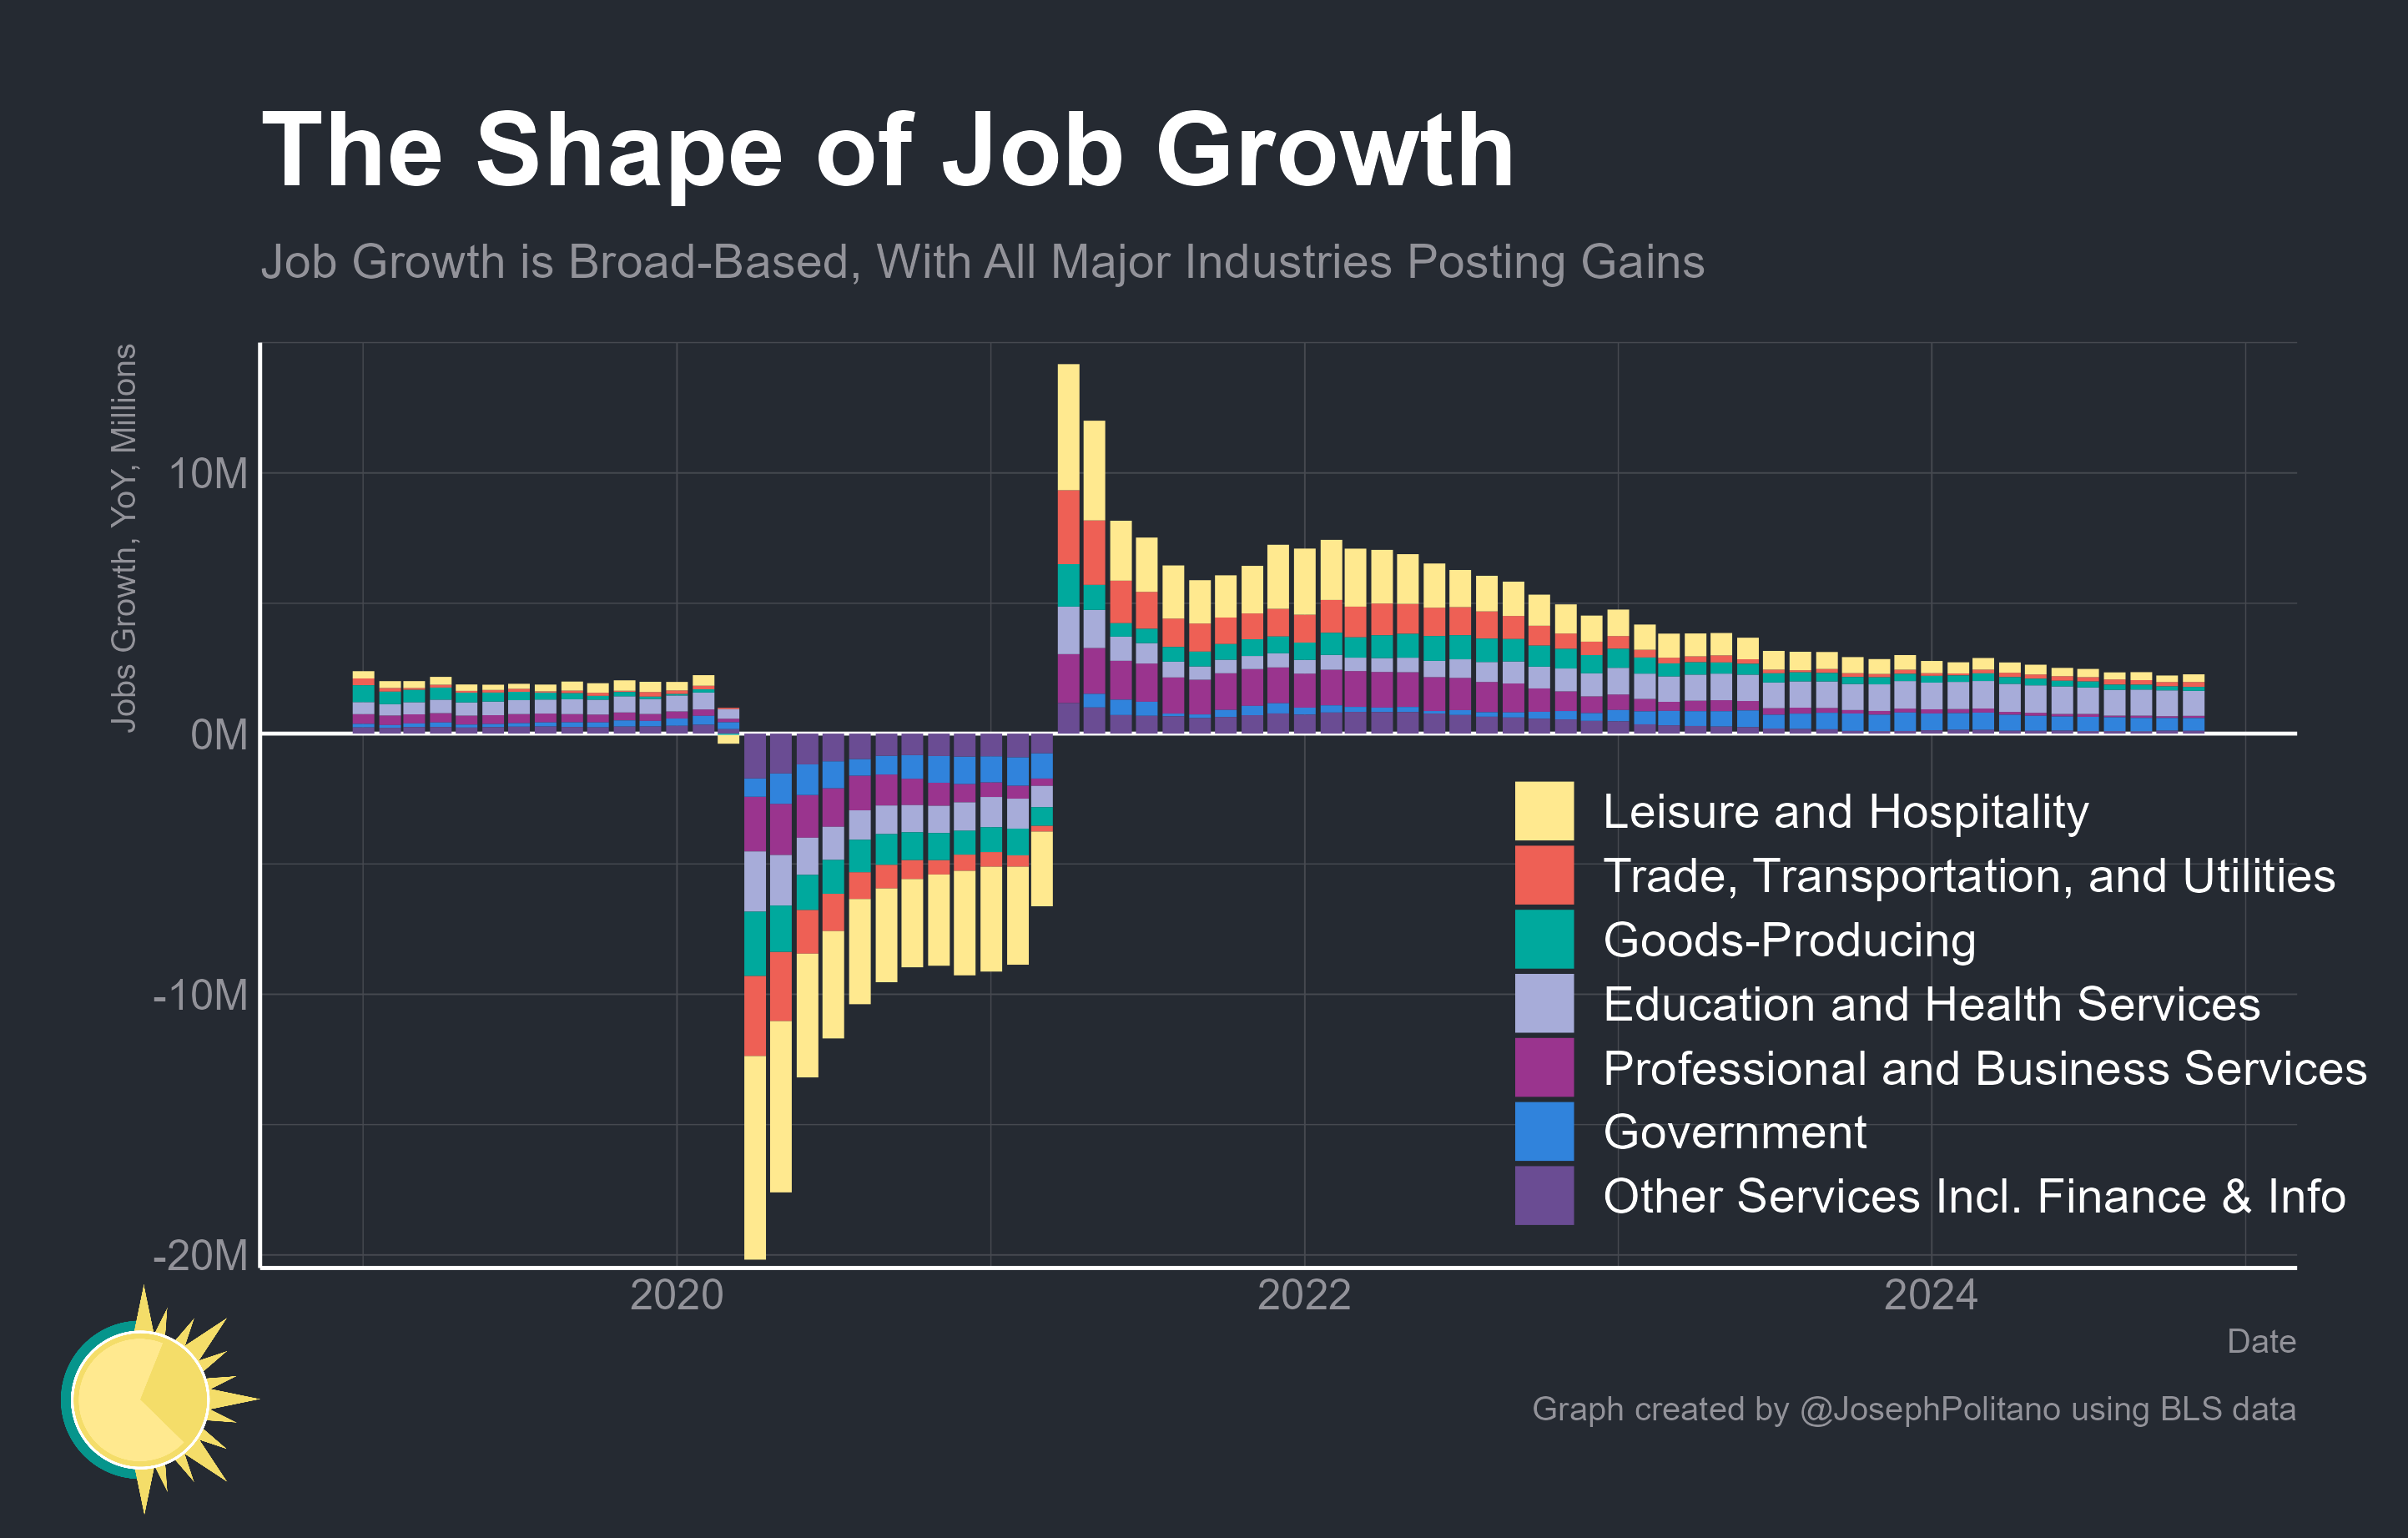 The Shape of Job Growth
Job Growth is Broad-Based, With All Major Industries Posting Gains
Jobs Growth, YoY, Millions
10M
0M
-10M
-20M
Leisure and Hospitality
Trade, Transportation, and Utilities
Goods-Producing
Education and Health Services
Professional and Business Services
Government
Other Services Incl. Finance & Info
2020
2022
2024
Date
Graph created by @JosephPolitano using BLS data